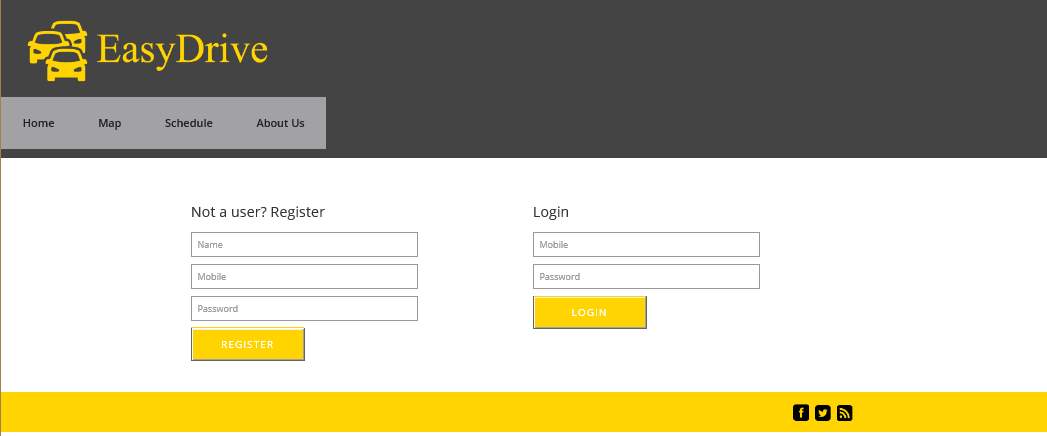 EasyDrive
Home Map Schedule About Us
Not a user? Register
Name
Mobile
Password
REGISTER
Login
Mobile
Password
LOGIN